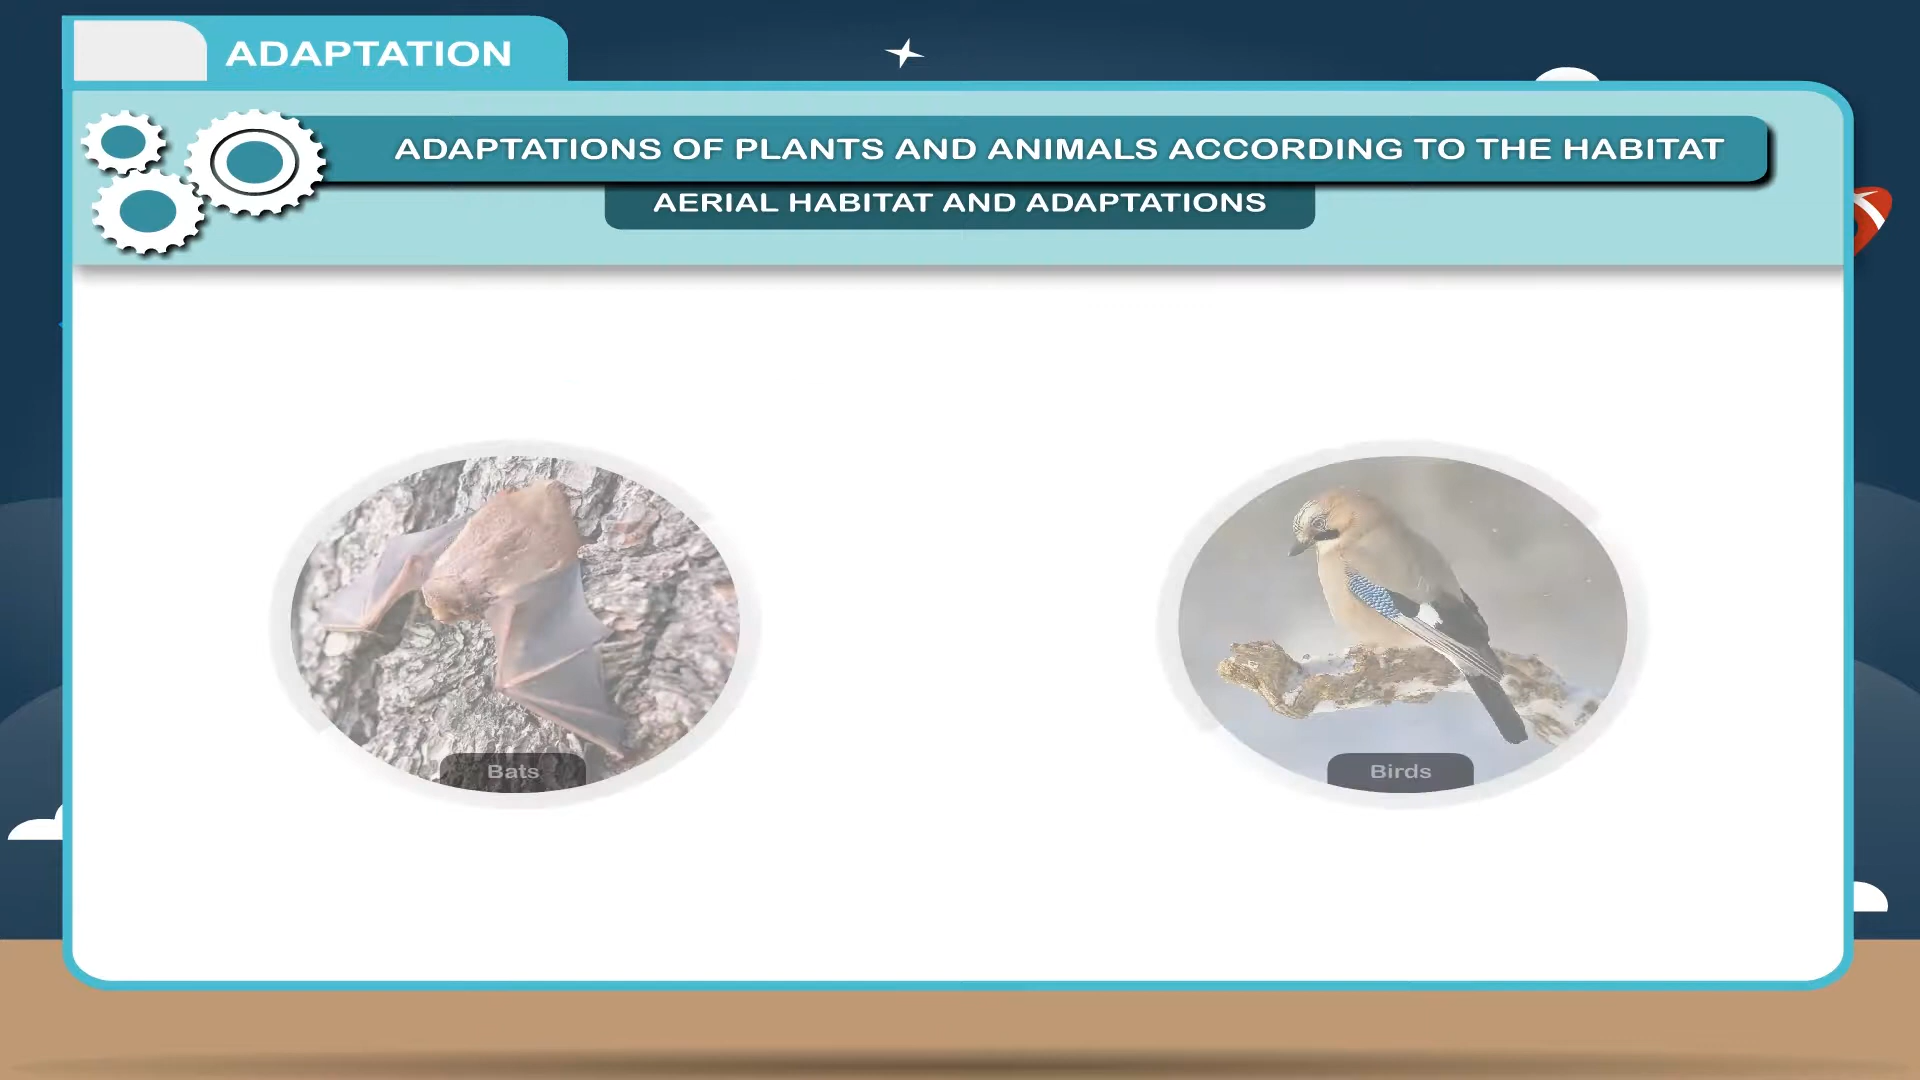 ADAPTATION
ADAPTATIONS OF PLANTS AND ANIMALS ACCORDING TO THE HABITAT
AERIAL HABITAT AND ADAPTATIONS
Bats
Birds